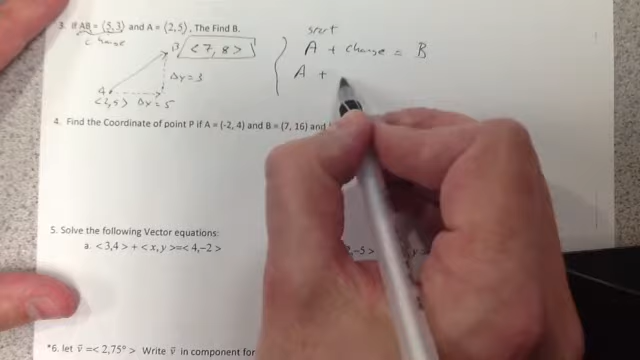 3. If AB = ⟨5, 3⟩ and A = (2, 5), The Find B.
change
B < 7, 8 >
Δy = 3
A
<2, 5> Δx = 5
start
A + change = B
A +
4. Find the Coordinate of point P if A = (-2, 4) and B = (7, 16) and
5. Solve the following Vector equations:
a. < 3,4 > + < x, y >=< 4,−2 >
,−5 >
*6. let v⃗ =< 2,75° > Write v⃗ in component for